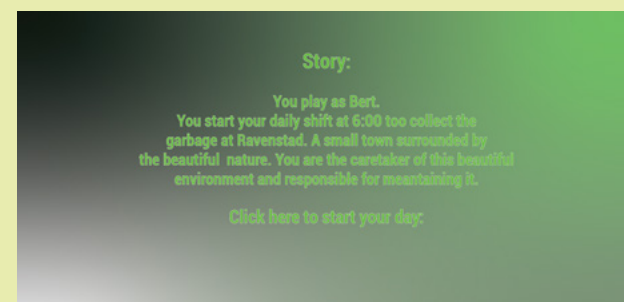 Story:
You play as Bert.
You start your daily shift at 6:00 too collect the
garbage at Ravenstad. A small town surrounded by
the beautiful nature. You are the caretaker of this beautiful
environment and responsible for meantaining it.
Click here to start your day: